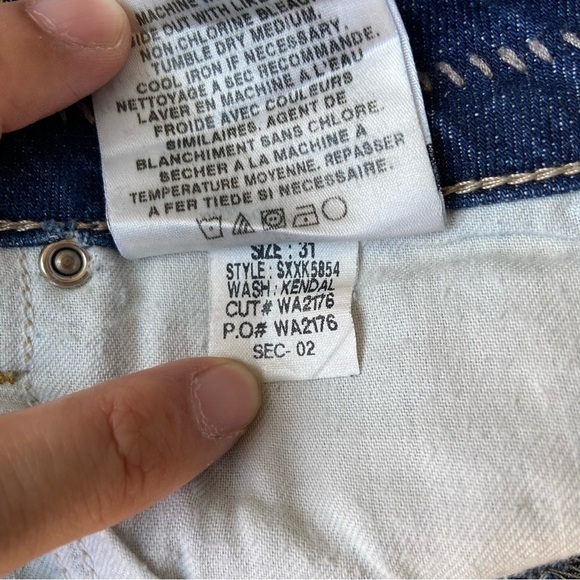 MACHINE
SIDE OUT WITH LIKE
NON-CHLORINE BLEACH
TUMBLE DRY MEDIUM.
COOL IRON IF NECESSARY.
NETTOYAGE A SEC RECOMMANDE.
LAVER EN MACHINE A L'EAU
FROIDE AVEC COULEURS
SIMILAIRES. AGENT DE
BLANCHIMENT SANS CHLORE.
SECHER A LA MACHINE A
TEMPERATURE MOYENNE. REPASSER
A FER TIEDE SI NECESSAIRE.
SIZE : 31
STYLE : SXXK5854
WASH : KENDAL
CUT# WA2176
P.O# WA2176
SEC- 02